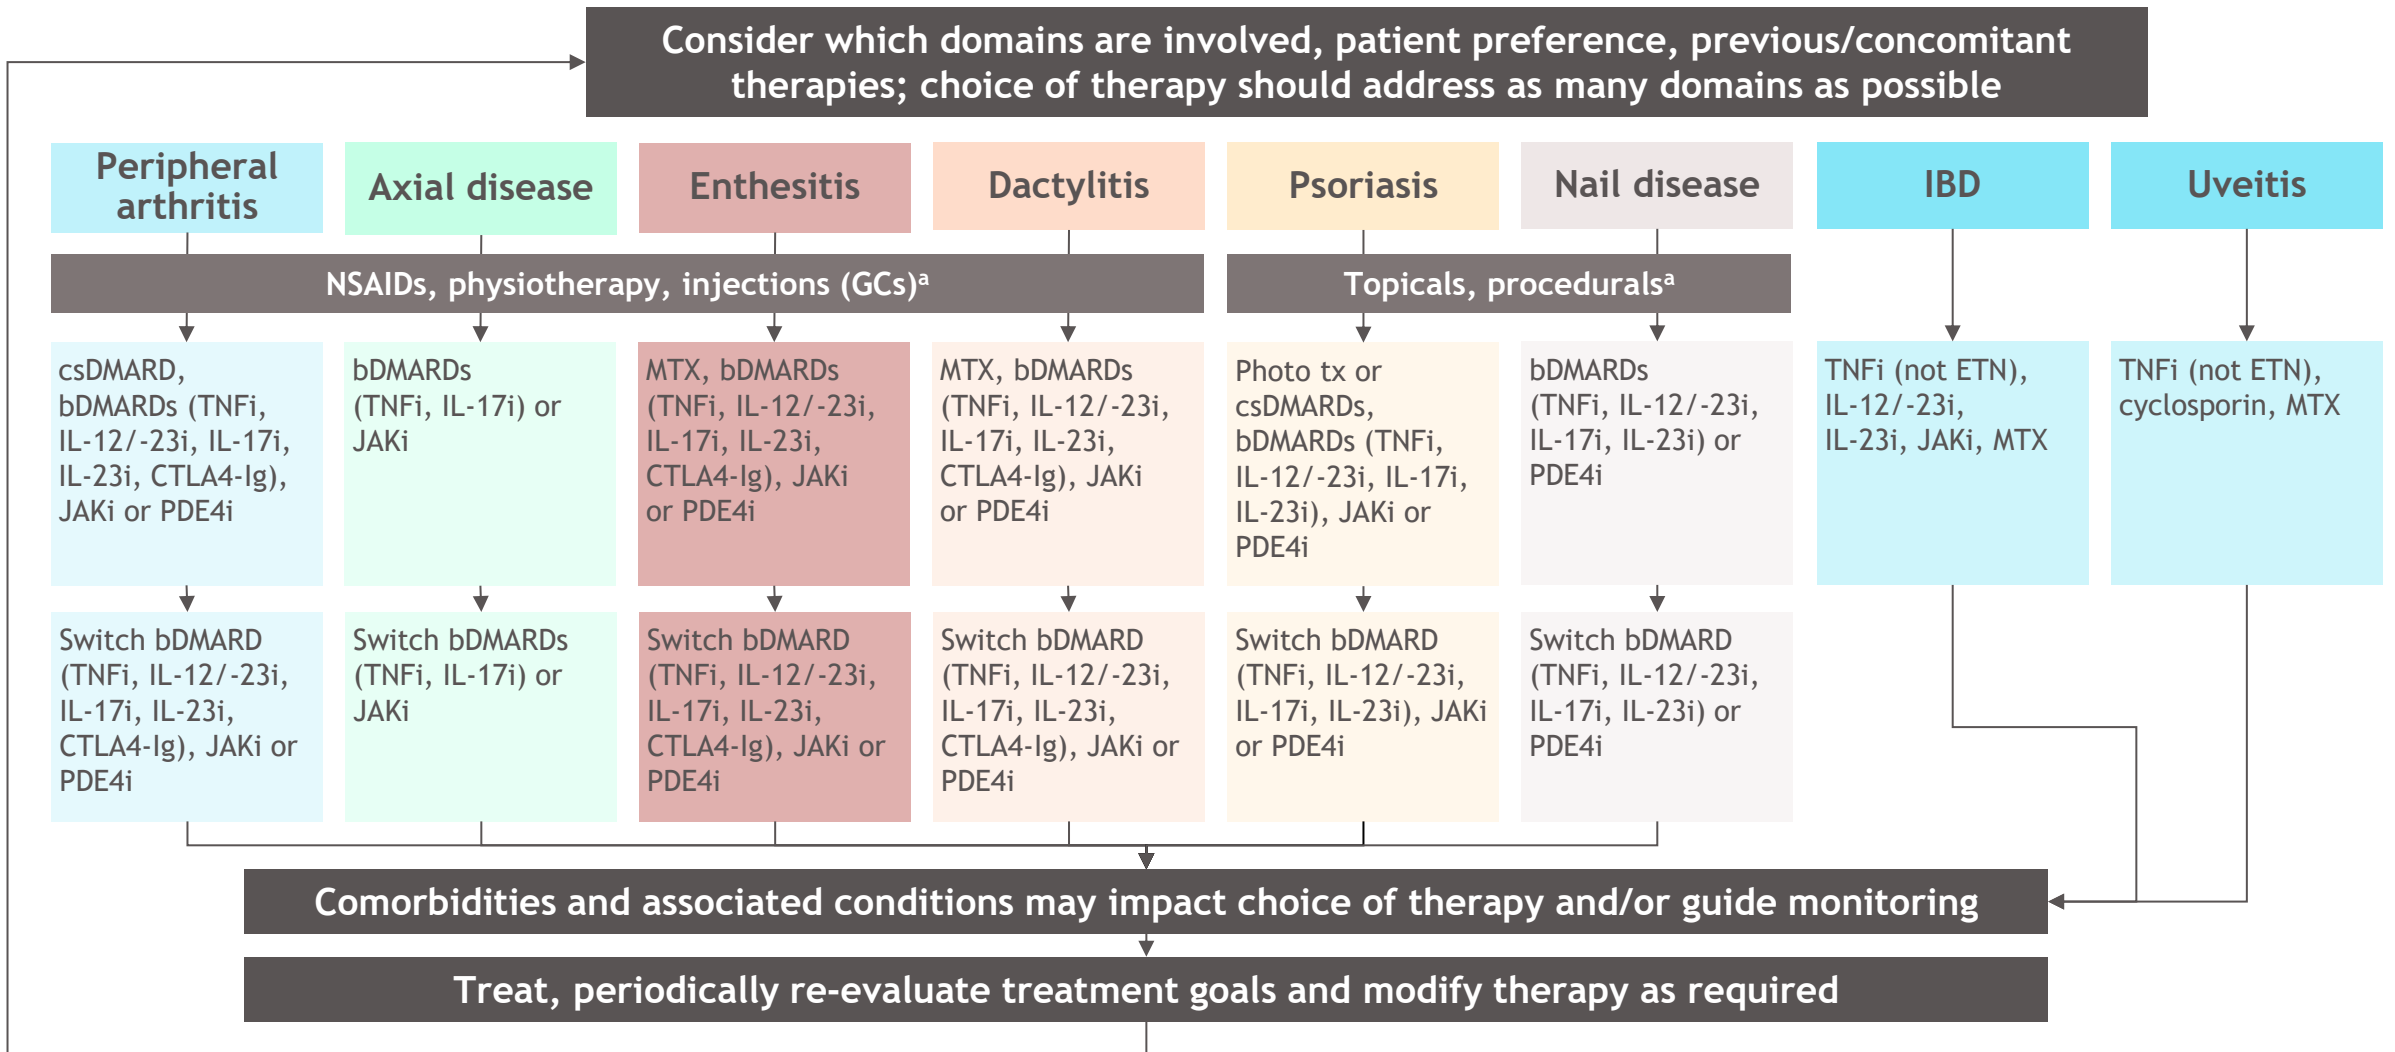 Consider which domains are involved, patient preference, previous/concomitant
therapies; choice of therapy should address as many domains as possible
Peripheral
arthritis
Axial disease
Enthesitis
Dactylitis
Psoriasis
Nail disease
IBD
Uveitis
NSAIDs, physiotherapy, injections (GCs)ᵃ
Topicals, proceduralsᵃ
csDMARD,
bDMARDs (TNFi,
IL-12/-23i, IL-17i,
IL-23i, CTLA4-Ig),
JAKi or PDE4i
bDMARDs
(TNFi, IL-17i) or
JAKi
MTX, bDMARDs
(TNFi, IL-12/-23i,
IL-17i, IL-23i,
CTLA4-Ig), JAKi
or PDE4i
MTX, bDMARDs
(TNFi, IL-12/-23i,
IL-17i, IL-23i,
CTLA4-Ig), JAKi
or PDE4i
Photo tx or
csDMARDs,
bDMARDs (TNFi,
IL-12/-23i, IL-17i,
IL-23i), JAKi or
PDE4i
bDMARDs
(TNFi, IL-12/-23i,
IL-17i, IL-23i) or
PDE4i
TNFi (not ETN),
IL-12/-23i,
IL-23i, JAKi, MTX
TNFi (not ETN),
cyclosporin, MTX
Switch bDMARD
(TNFi, IL-12/-23i,
IL-17i, IL-23i,
CTLA4-Ig), JAKi or
PDE4i
Switch bDMARDs
(TNFi, IL-17i) or
JAKi
Switch bDMARD
(TNFi, IL-12/-23i,
IL-17i, IL-23i,
CTLA4-Ig), JAKi or
PDE4i
Switch bDMARD
(TNFi, IL-12/-23i,
IL-17i, IL-23i,
CTLA4-Ig), JAKi or
PDE4i
Switch bDMARD
(TNFi, IL-12/-23i,
IL-17i, IL-23i), JAKi
or PDE4i
Switch bDMARD
(TNFi, IL-12/-23i,
IL-17i, IL-23i) or
PDE4i
Comorbidities and associated conditions may impact choice of therapy and/or guide monitoring
Treat, periodically re-evaluate treatment goals and modify therapy as required